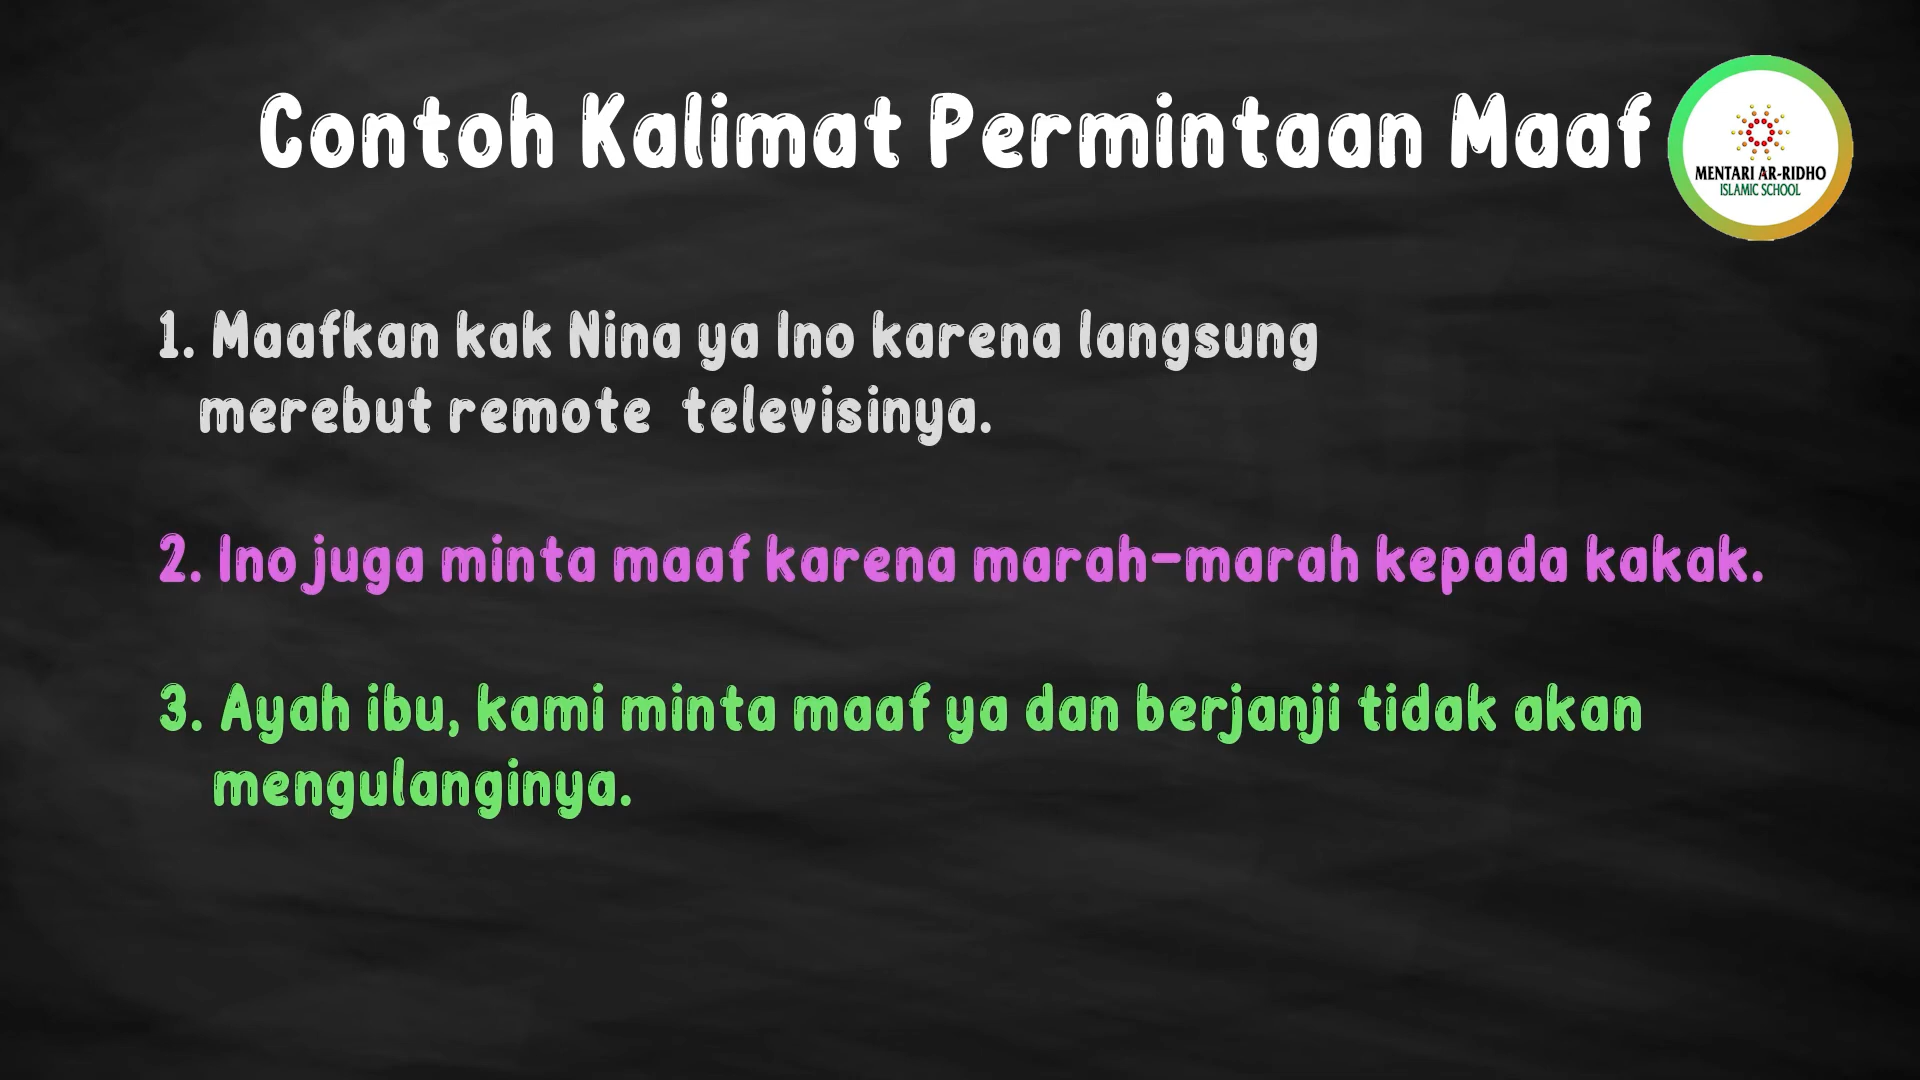 Contoh Kalimat Permintaan Maaf
MENTARI AR-RIDHO
ISLAMIC SCHOOL
1. Maafkan kak Nina ya Ino karena langsung
merebut remote televisinya.
2. Ino juga minta maaf karena marah-marah kepada kakak.
3. Ayah ibu, kami minta maaf ya dan berjanji tidak akan
mengulanginya.